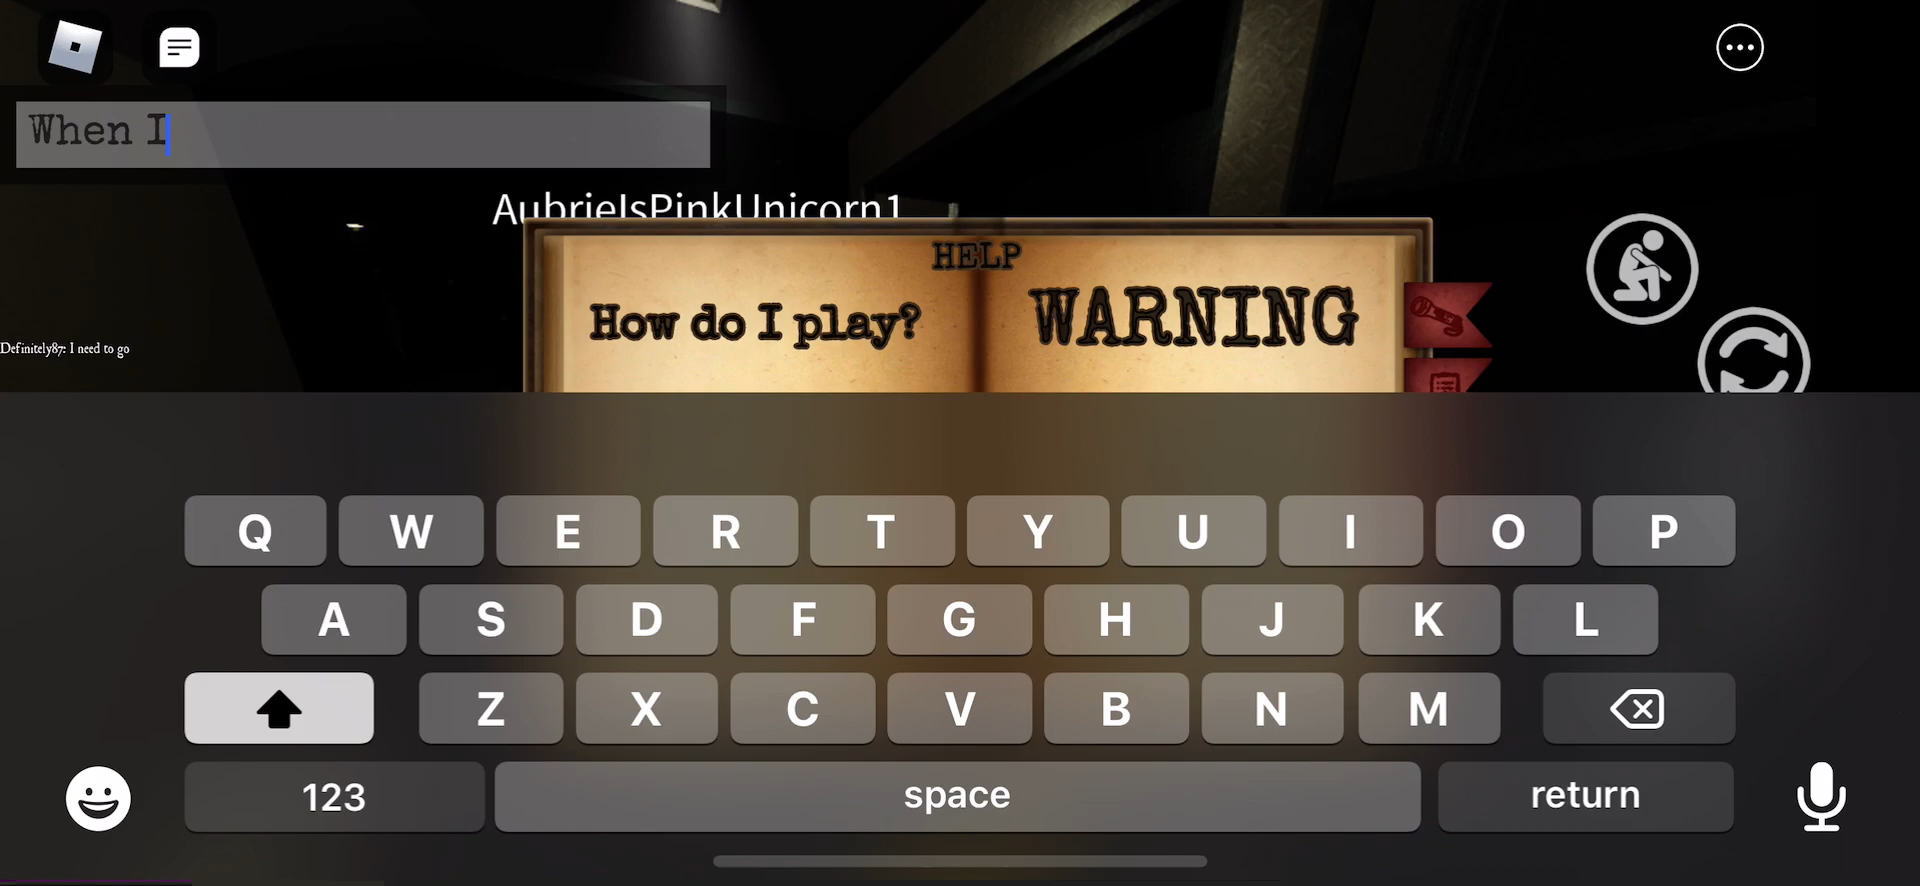 When I
AubrieIsPinkUnicorn1
HELP
How do I play?
WARNING
Definitely87: I need to go
Q W E R T Y U I O P
A S D F G H J K L
Z X C V B N M
123 space return